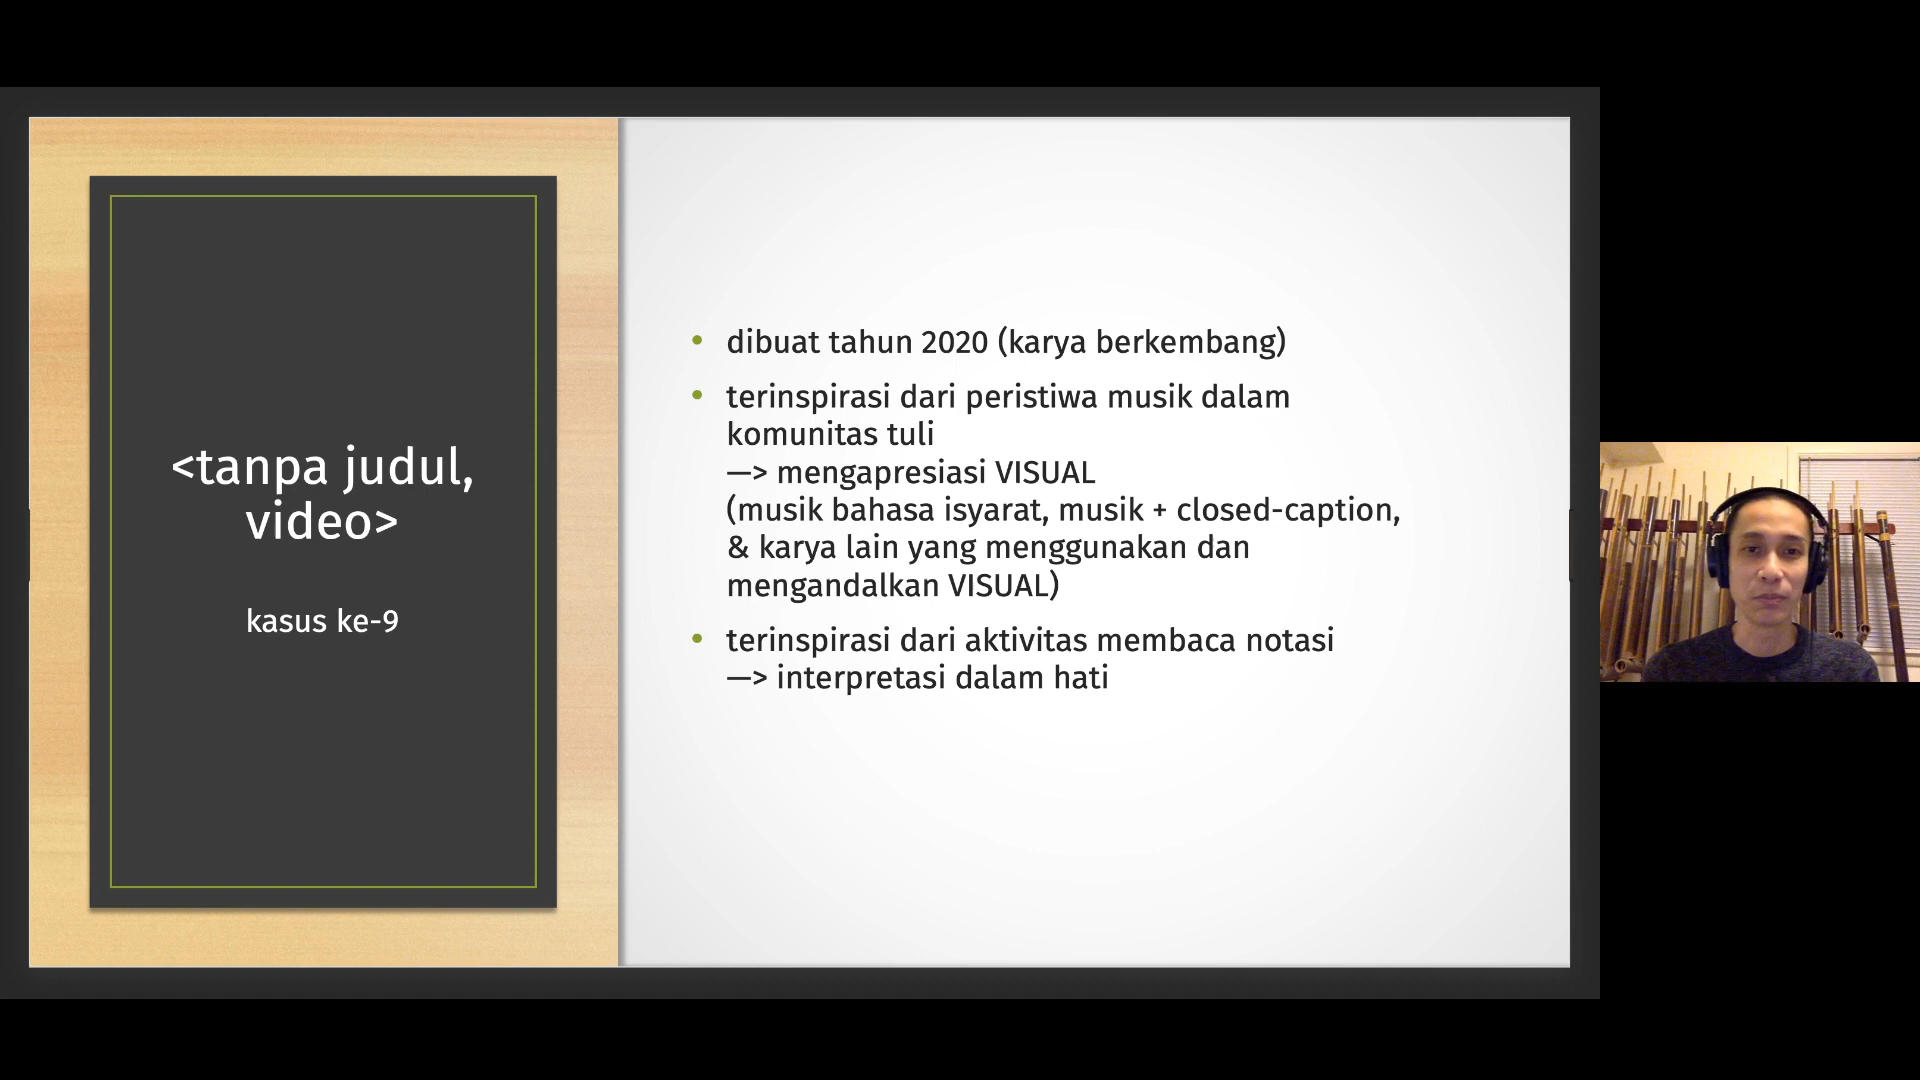 <tanpa judul,
video>
kasus ke-9
• dibuat tahun 2020 (karya berkembang)
• terinspirasi dari peristiwa musik dalam
komunitas tuli
—> mengapresiasi VISUAL
(musik bahasa isyarat, musik + closed-caption,
& karya lain yang menggunakan dan
mengandalkan VISUAL)
• terinspirasi dari aktivitas membaca notasi
—> interpretasi dalam hati